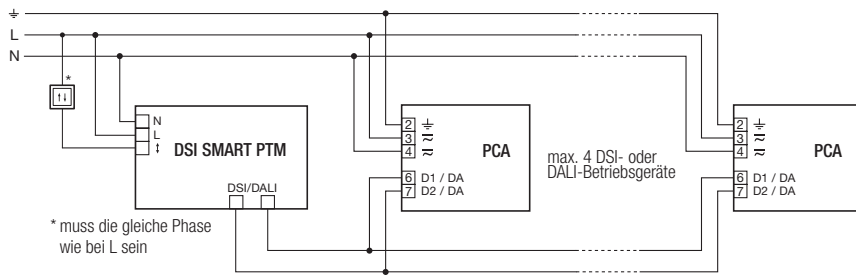 L
N
*
N
L
DSI SMART PTM
DSI/DALI
* muss die gleiche Phase
wie bei L sein
2
3
4
PCA
6 D1 / DA
7 D2 / DA
max. 4 DSI- oder
DALI-Betriebsgeräte
2
3
4
PCA
6 D1 / DA
7 D2 / DA